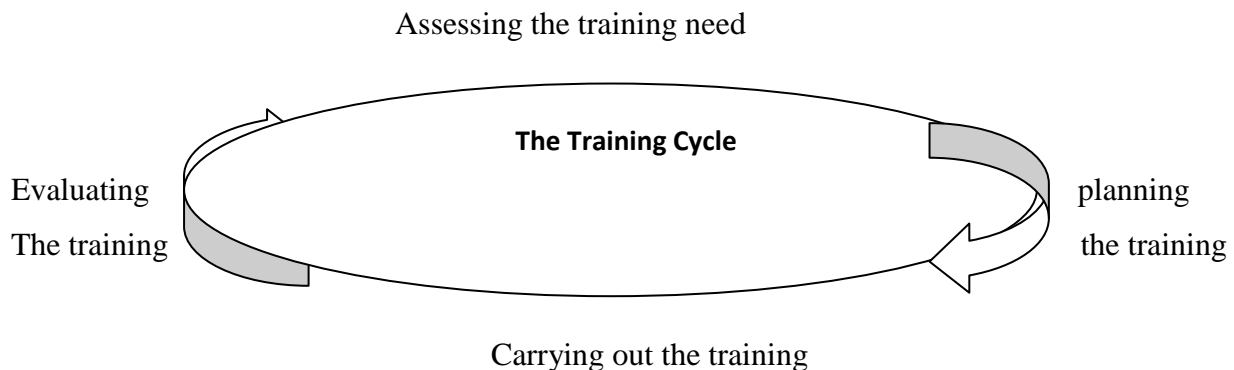 Assessing the training need
The Training Cycle
Evaluating
The training
planning
the training
Carrying out the training